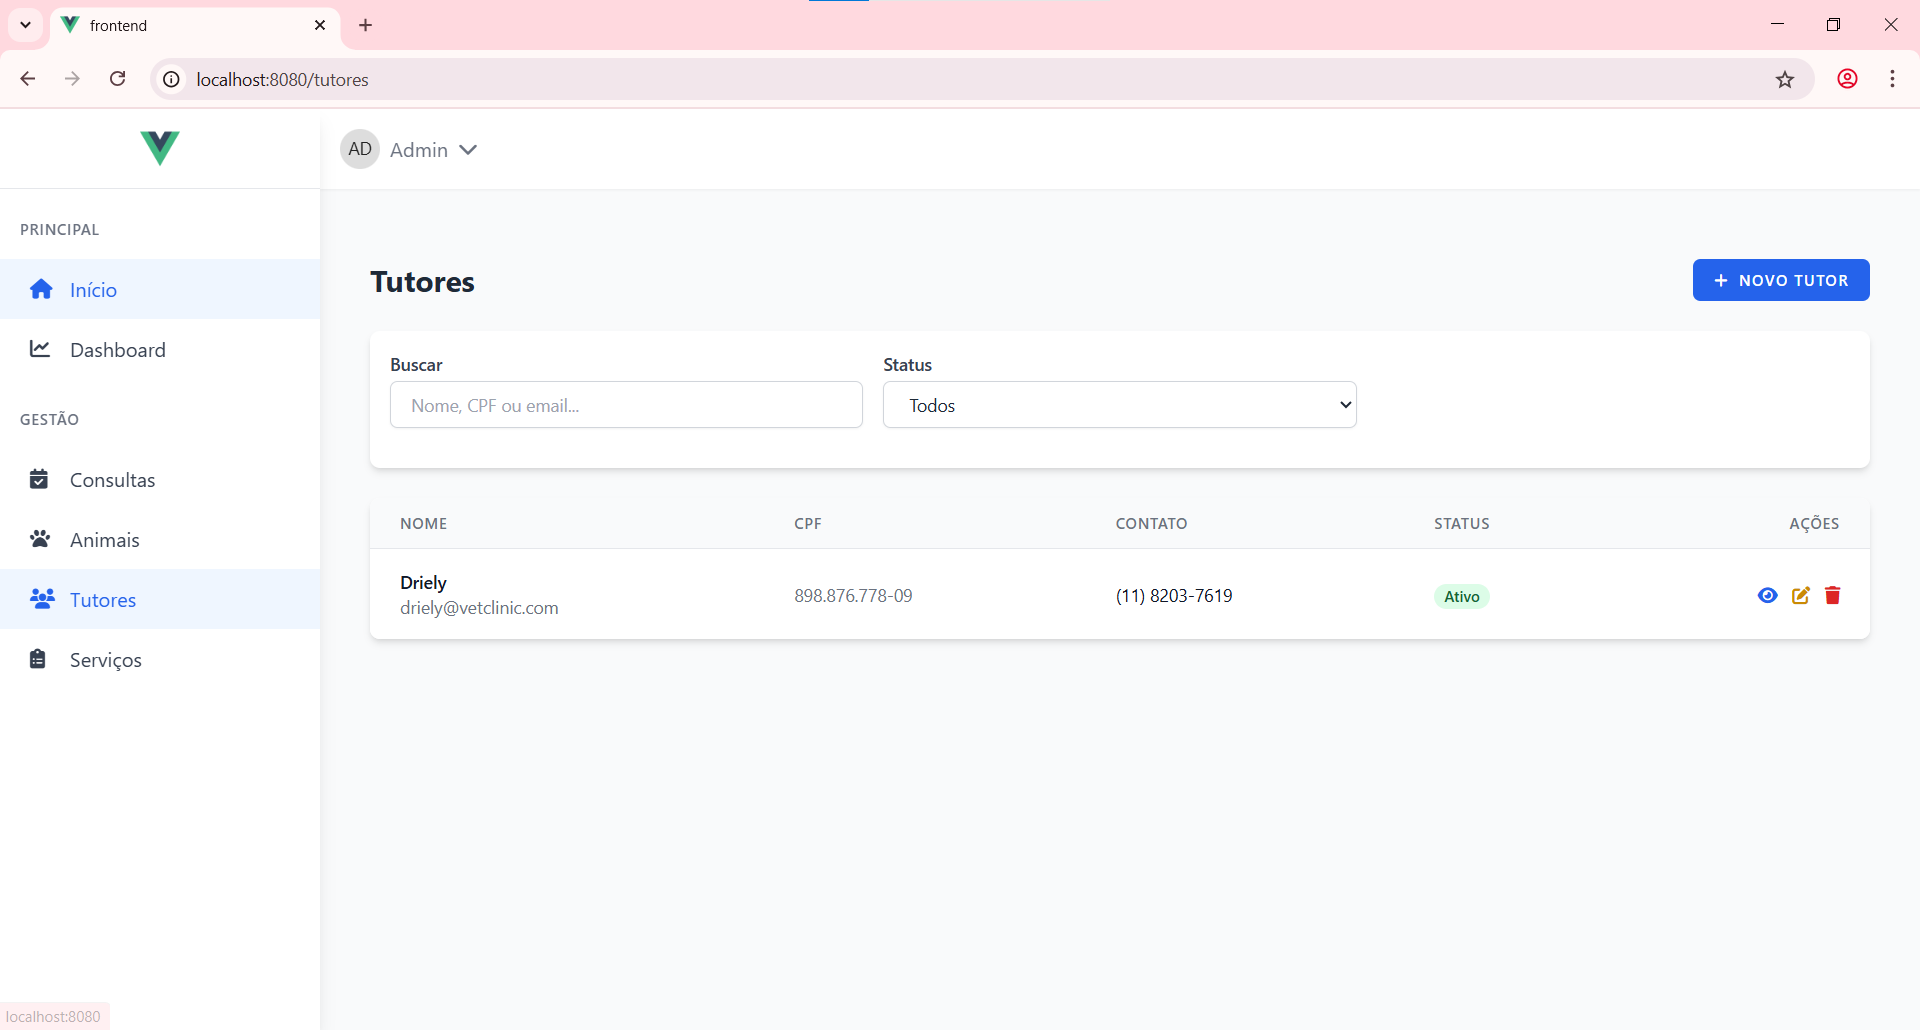 frontend
localhost:8080/tutores
AD Admin
PRINCIPAL
Início
Dashboard
GESTÃO
Consultas
Animais
Tutores
Serviços
Tutores
+ NOVO TUTOR
Buscar Status
Nome, CPF ou email... Todos
NOME CPF CONTATO STATUS AÇÕES
Driely
driely@vetclinic.com 898.876.778-09 (11) 8203-7619 Ativo
localhost:8080